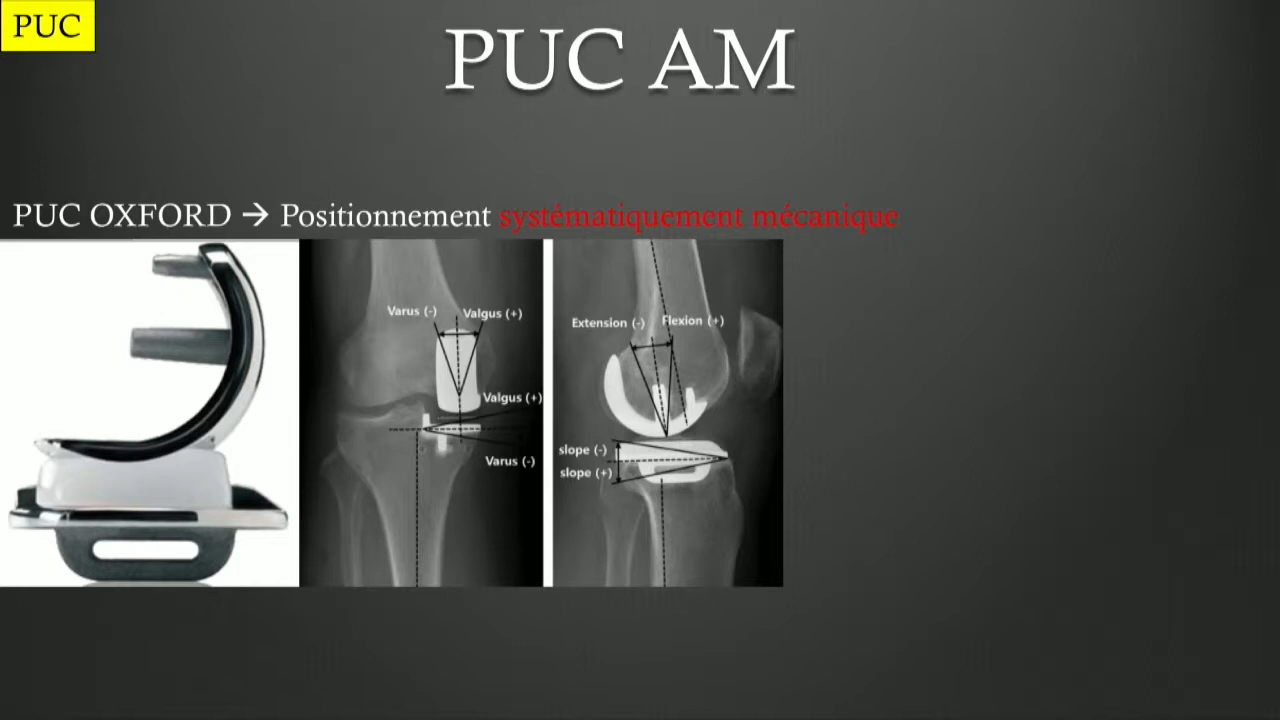 PUC
PUC AM
PUC OXFORD → Positionnement systématiquement mécanique
Varus (-) Valgus (+)
Valgus (+)
Varus (-)
Extension (-) Flexion (+)
slope (-)
slope (+)